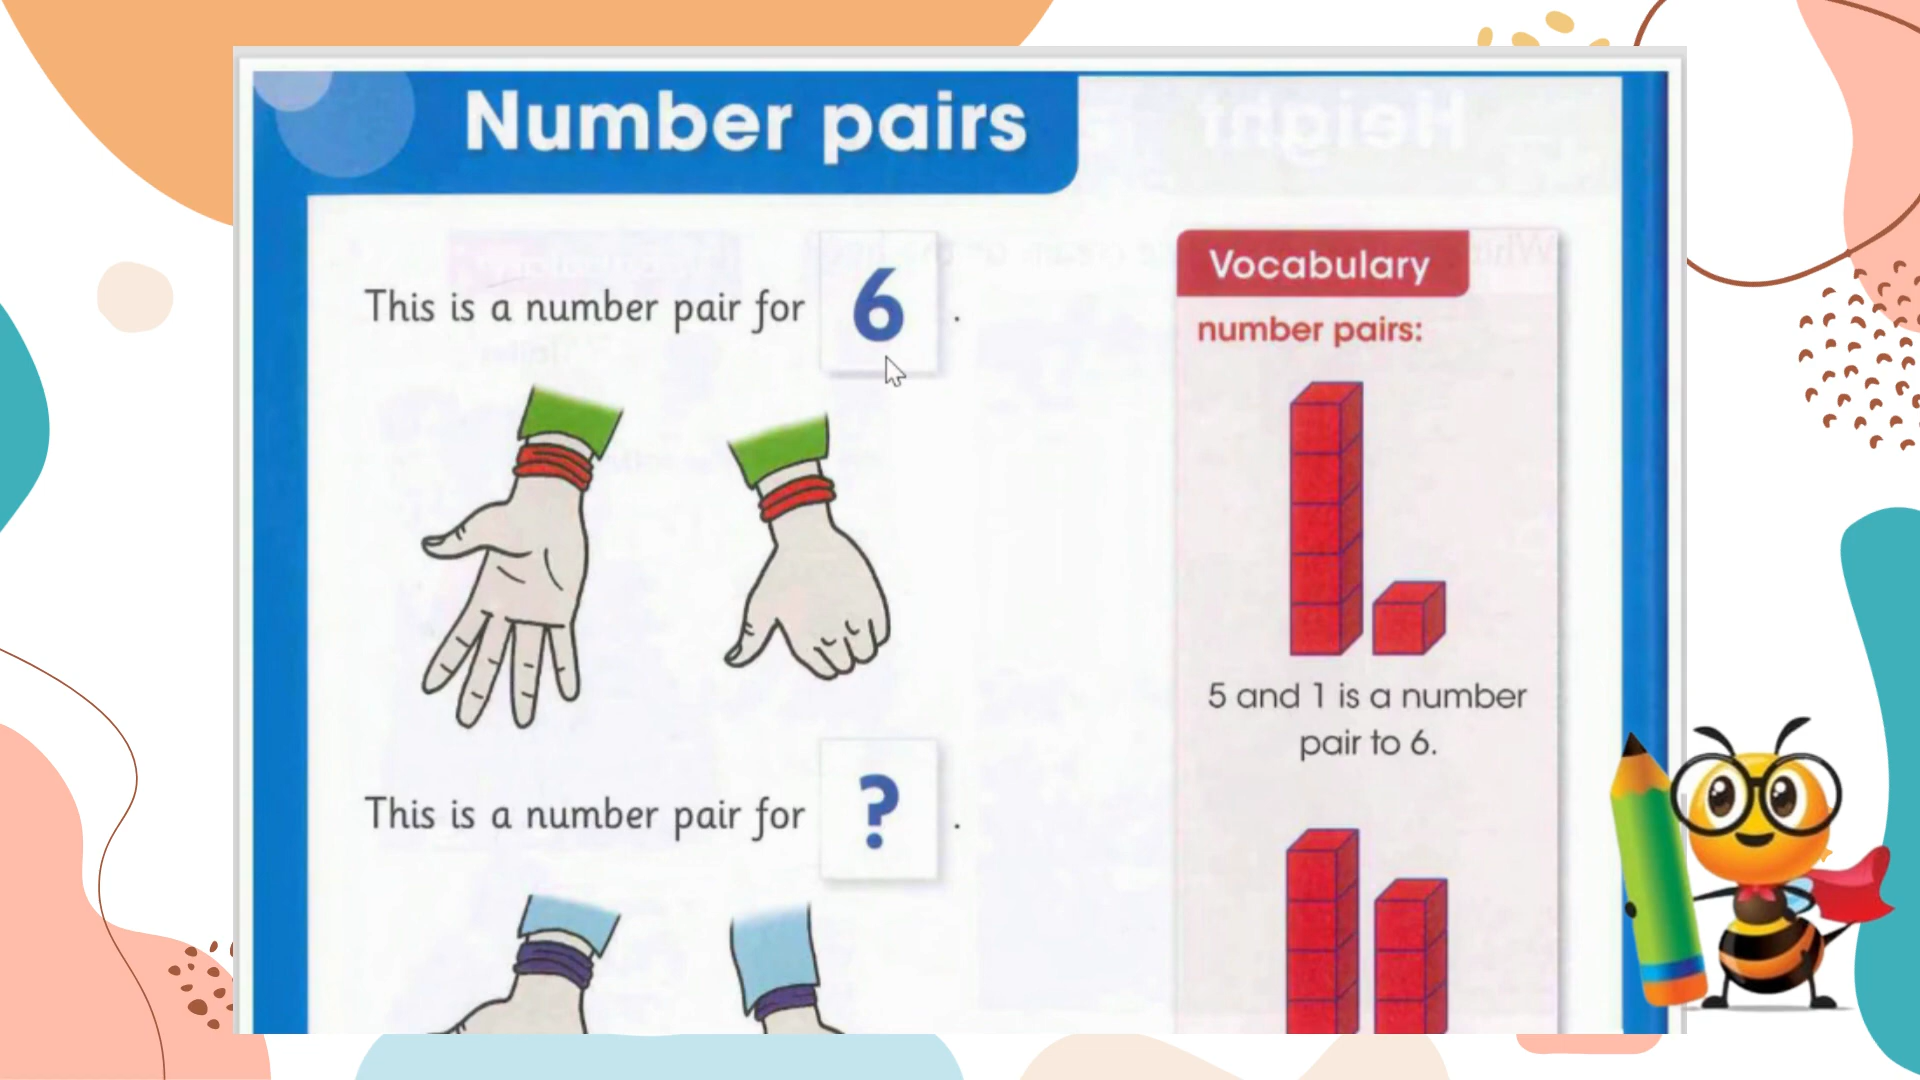 Number pairs
This is a number pair for 6 .
This is a number pair for ? .
Vocabulary
number pairs:
5 and 1 is a number
pair to 6.